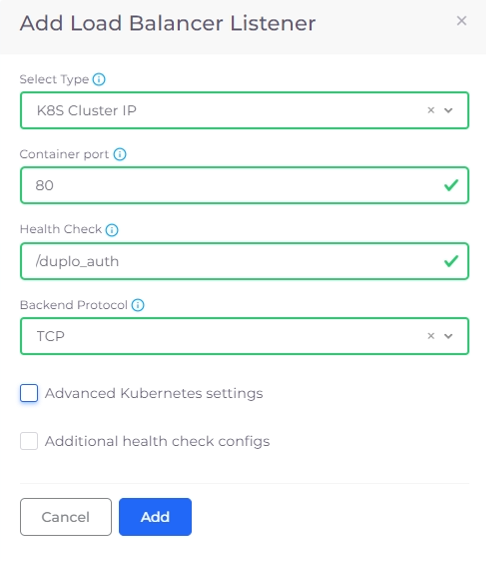 Add Load Balancer Listener
Select Type
K8S Cluster IP
Container port
80
Health Check
/duplo_auth
Backend Protocol
TCP
Advanced Kubernetes settings
Additional health check configs
Cancel
Add